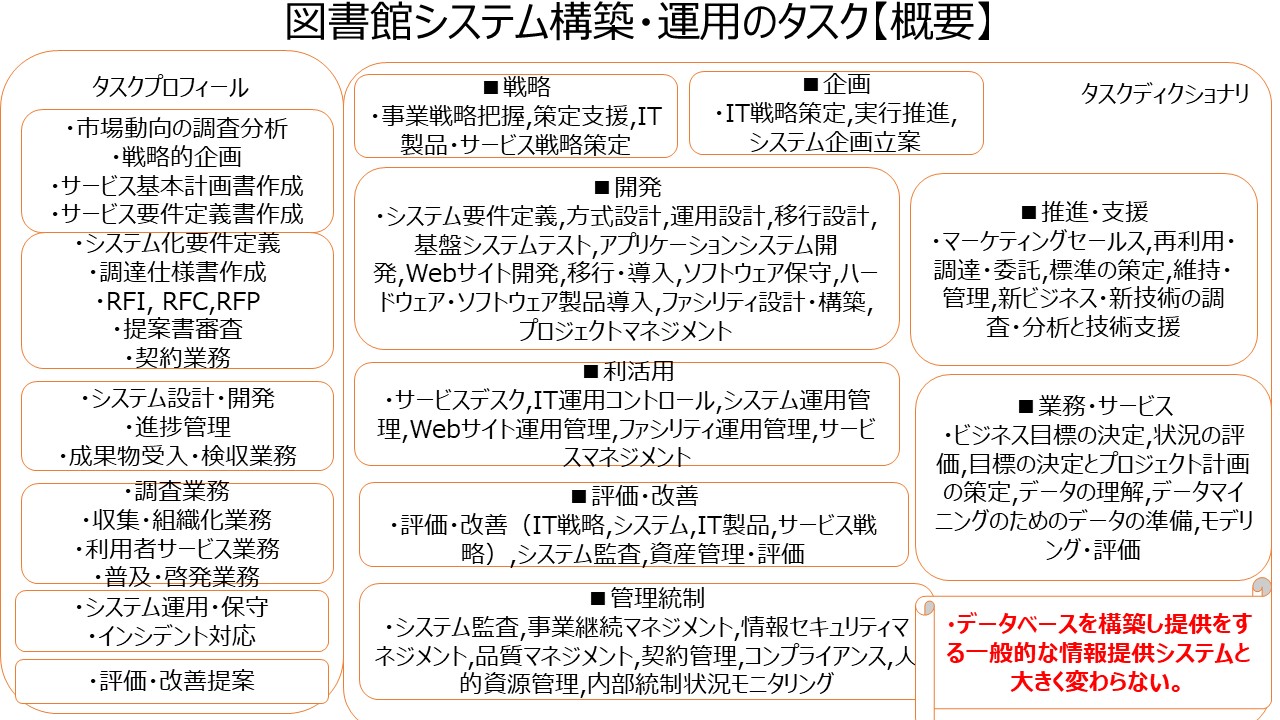 図書館システム構築・運用のタスク【概要】
タスクプロフィール
・市場動向の調査分析
・戦略的企画
・サービス基本計画書作成
・サービス要件定義書作成
・システム化要件定義
・調達仕様書作成
・RFI, RFC,RFP
・提案書審査
・契約業務
・システム設計・開発
・進捗管理
・成果物受入・検収業務
・調査業務
・収集・組織化業務
・利用者サービス業務
・普及・啓発業務
・システム運用・保守
・インシデント対応
・評価・改善提案
タスクディクショナリ
■戦略
・事業戦略把握,策定支援,IT
製品・サービス戦略策定
■企画
・IT戦略策定,実行推進,
システム企画立案
■開発
・システム要件定義,方式設計,運用設計,移行設計,
基盤システムテスト,アプリケーションシステム開
発,Webサイト開発,移行・導入,ソフトウェア保守,ハー
ドウェア・ソフトウェア製品導入,ファシリティ設計・構築,
プロジェクトマネジメント
■利活用
・サービスデスク,IT運用コントロール,システム運用管
理,Webサイト運用管理,ファシリティ運用管理,サービ
スマネジメント
■評価・改善
・評価・改善（IT戦略,システム,IT製品,サービス戦
略）,システム監査,資産管理・評価
■管理統制
・システム監査,事業継続マネジメント,情報セキュリティマ
ネジメント,品質マネジメント,契約管理,コンプライアンス,人
的資源管理,内部統制状況モニタリング
■推進・支援
・マーケティングセールス,再利用・
調達・委託,標準の策定,維持・
管理,新ビジネス・新技術の調
査・分析と技術支援
■業務・サービス
・ビジネス目標の決定,状況の評
価,目標の決定とプロジェクト計画
の策定,データの理解,データマイ
ニングのためのデータの準備,モデリ
ング・評価
・データベースを構築し提供をす
る一般的な情報提供システムと
大きく変わらない。